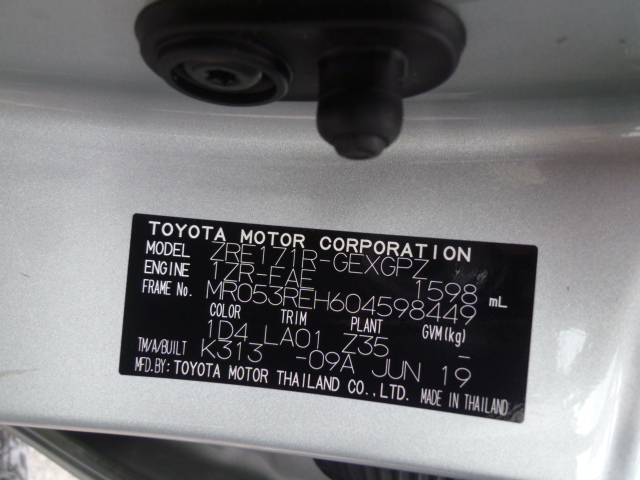 TOYOTA MOTOR CORPORATION
MODEL ZRE171R-GEXGPZ
ENGINE 1ZR-FAE 1598 mL
FRAME No. MR053REH604598449
COLOR TRIM PLANT GVM(kg)
1D4 LA01 Z35 -
TM/A/BUILT K313 -09A JUN 19
MFD.BY: TOYOTA MOTOR THAILAND CO.,LTD. MADE IN THAILAND